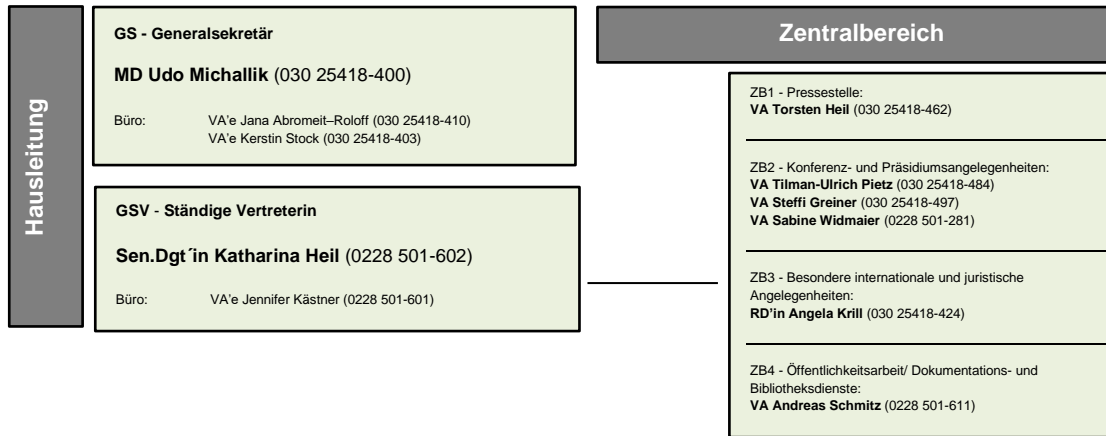 Hausleitung
GS - Generalsekretär
MD Udo Michallik (030 25418-400)
Büro: VA'e Jana Abromeit–Roloff (030 25418-410)
VA'e Kerstin Stock (030 25418-403)
GSV - Ständige Vertreterin
Sen.Dgt´in Katharina Heil (0228 501-602)
Büro: VA'e Jennifer Kästner (0228 501-601)
Zentralbereich
ZB1 - Pressestelle:
VA Torsten Heil (030 25418-462)
ZB2 - Konferenz- und Präsidiumsangelegenheiten:
VA Tilman-Ulrich Pietz (030 25418-484)
VA Steffi Greiner (030 25418-497)
VA Sabine Widmaier (0228 501-281)
ZB3 - Besondere internationale und juristische
Angelegenheiten:
RD'in Angela Krill (030 25418-424)
ZB4 - Öffentlichkeitsarbeit/ Dokumentations- und
Bibliotheksdienste:
VA Andreas Schmitz (0228 501-611)